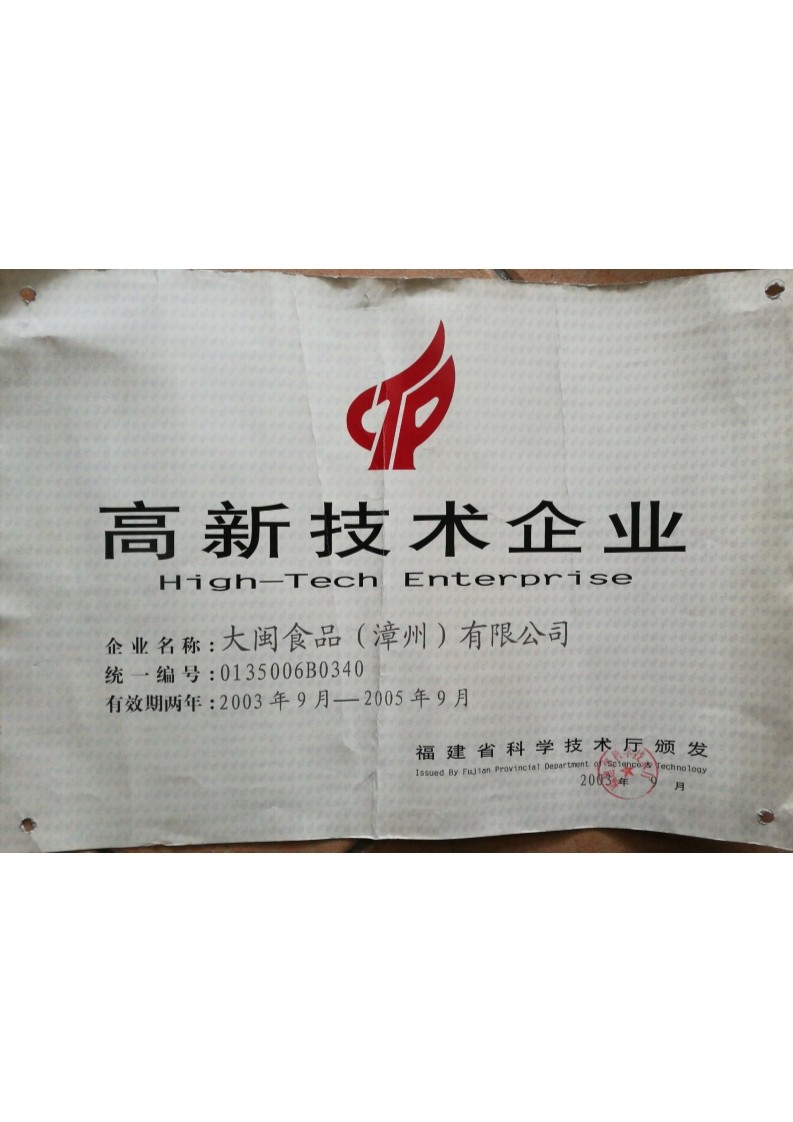 高新技术企业
High-Tech Enterprise
企业名称:大闽食品(漳州)有限公司
统一编号:0135006B0340
有效期两年:2003年9月—2005年9月
福建省科学技术厅颁发
Issued By Fujian Provincial Department of Science & Technology
2003年 9 月